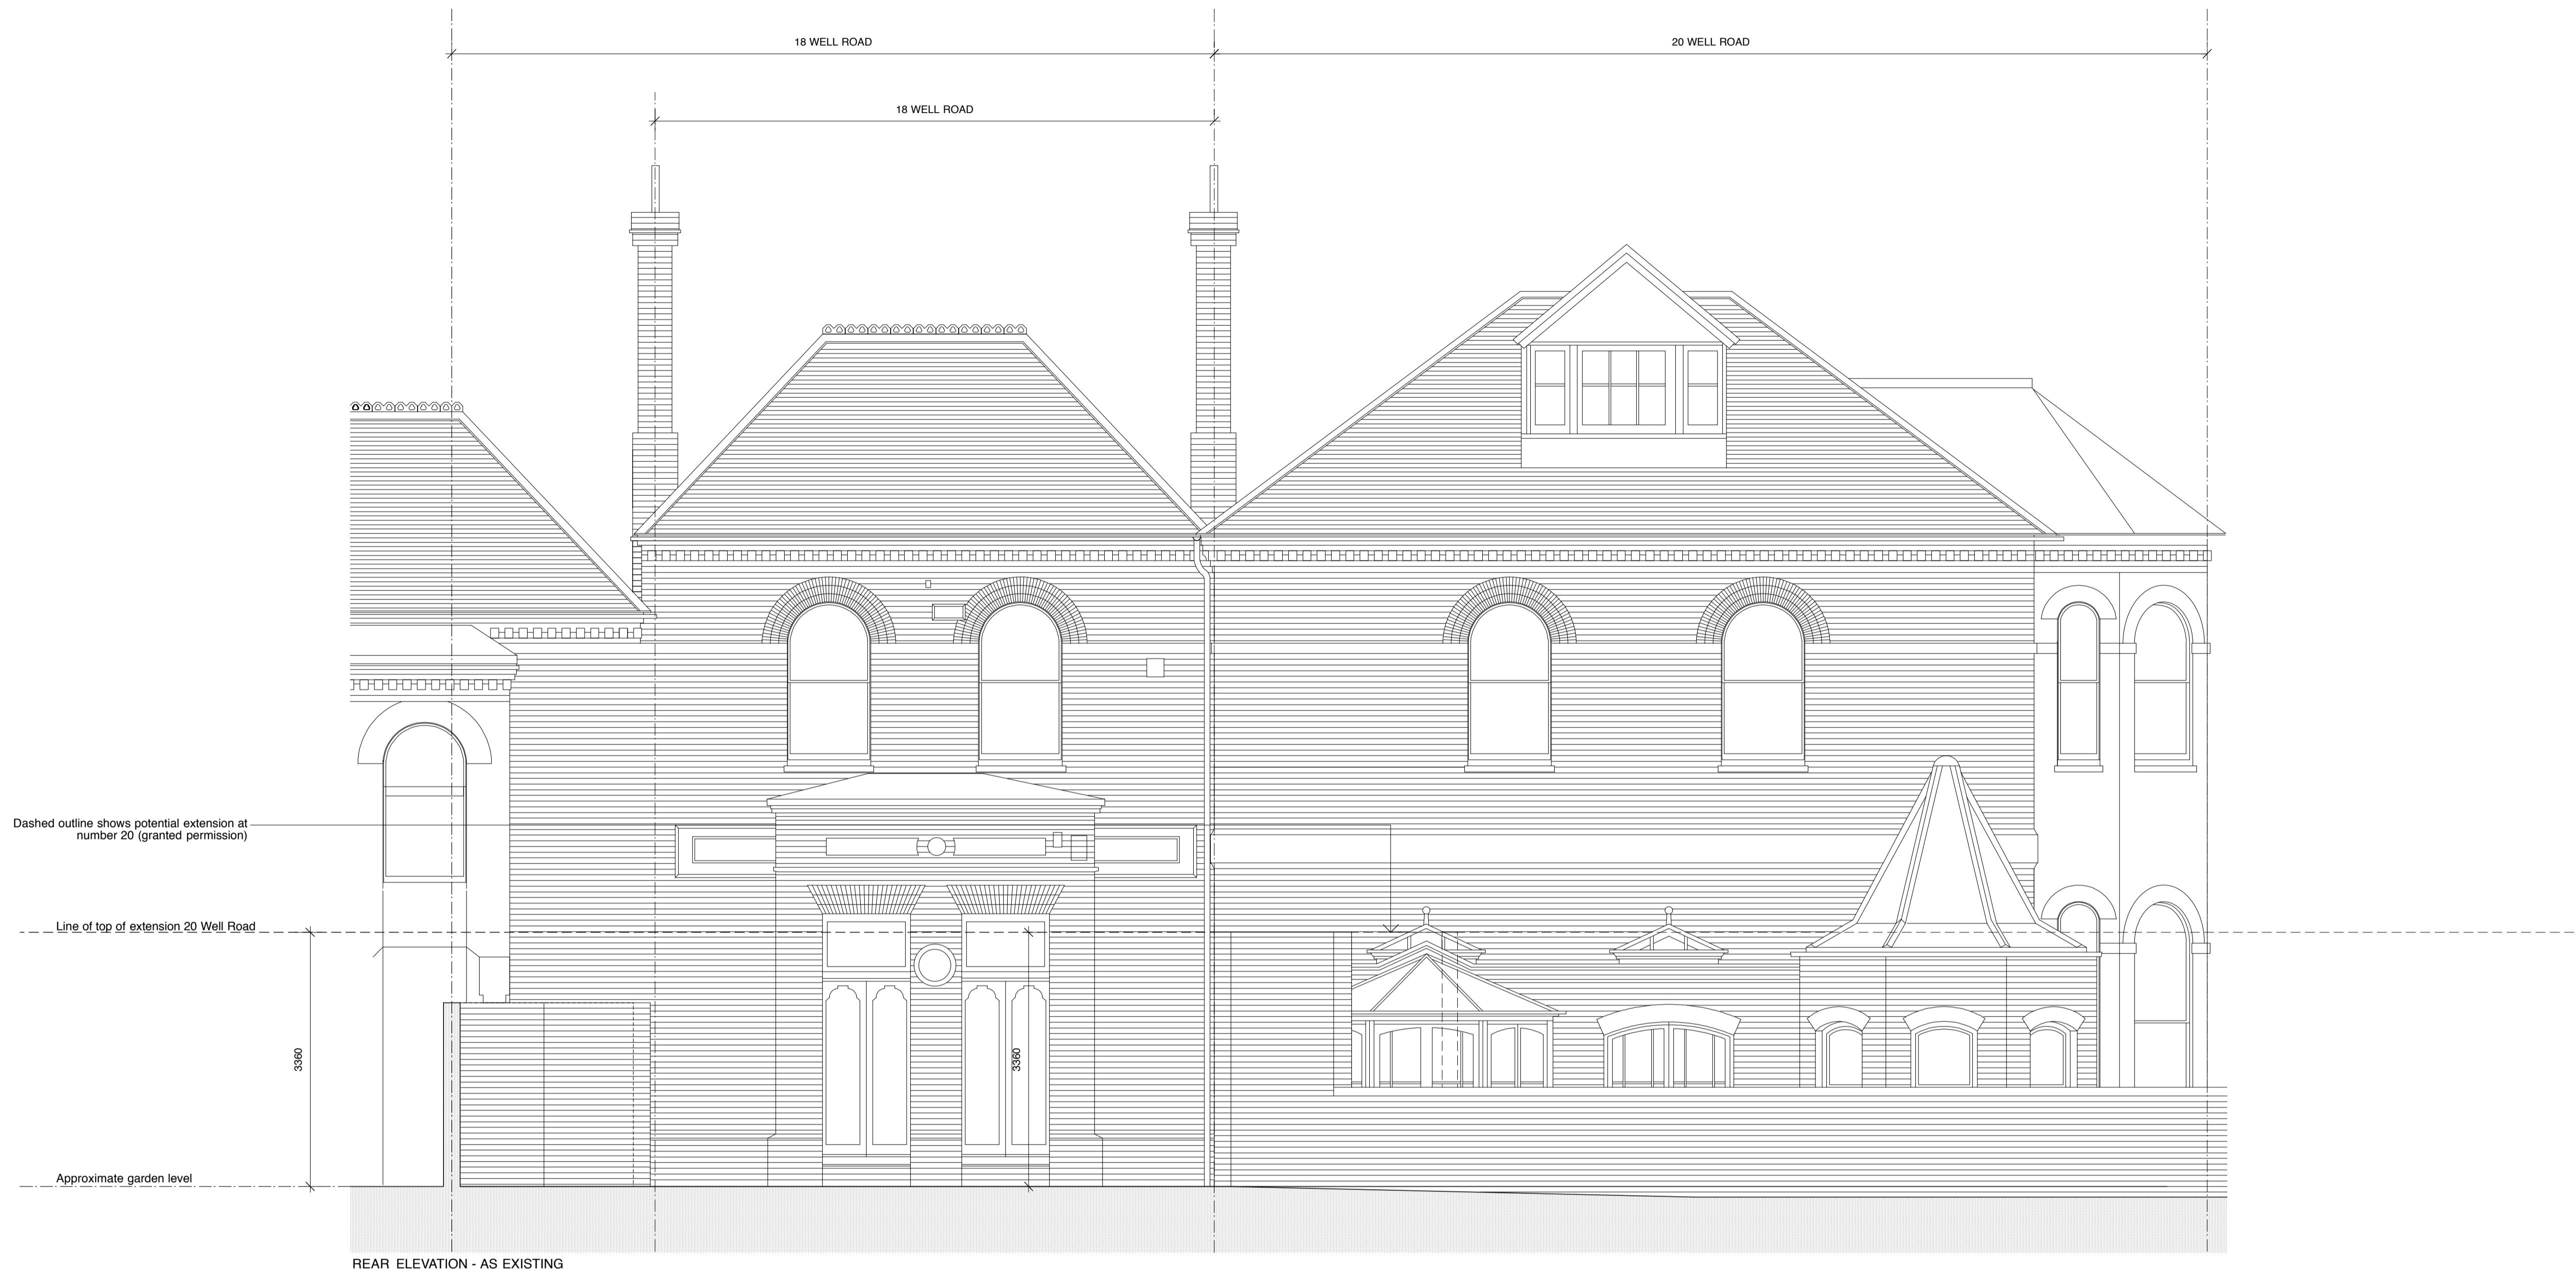 18 WELL ROAD
20 WELL ROAD
18 WELL ROAD
Dashed outline shows potential extension at
number 20 (granted permission)
Line of top of extension 20 Well Road
3360
3360
Approximate garden level
REAR ELEVATION - AS EXISTING